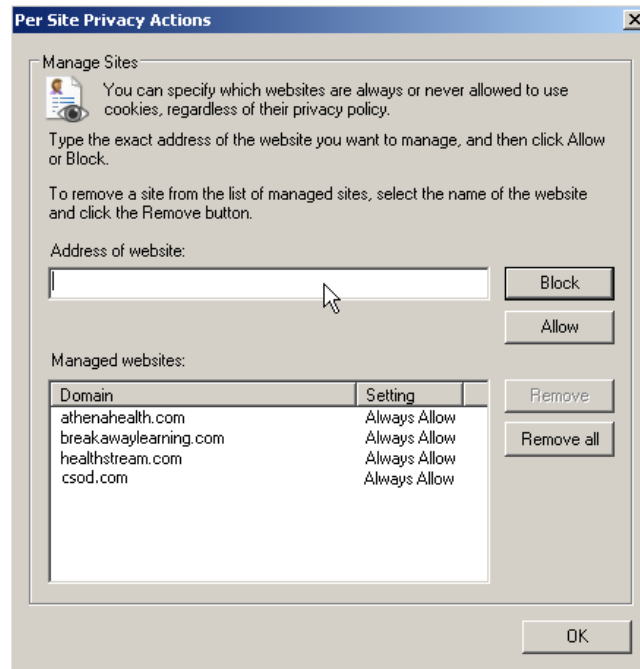 Per Site Privacy Actions
Manage Sites
You can specify which websites are always or never allowed to use
cookies, regardless of their privacy policy.
Type the exact address of the website you want to manage, and then click Allow
or Block.
To remove a site from the list of managed sites, select the name of the website
and click the Remove button.
Address of website:
Block
Allow
Managed websites:
Domain Setting
Remove
athenahealth.com Always Allow
breakawaylearning.com Always Allow
Remove all
healthstream.com Always Allow
csod.com Always Allow
OK